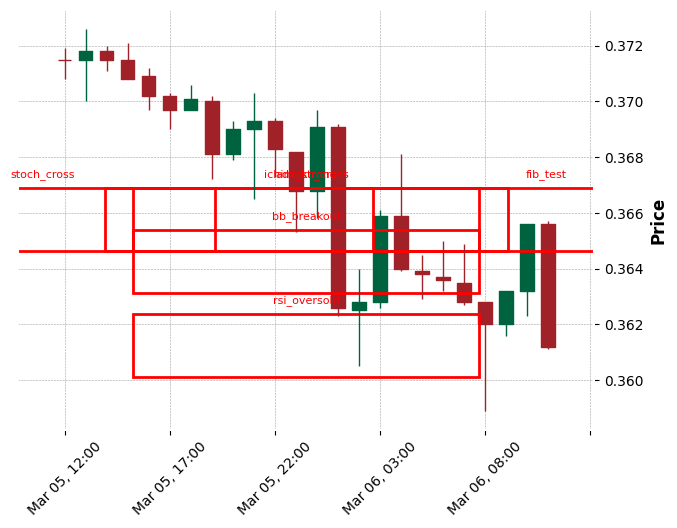 0.372
0.370
0.368
stoch_cross
fib_test
0.366
bb_breakout
Price
0.364
rsi_oversold
0.362
0.360
Mar 05, 12:00
Mar 05, 17:00
Mar 05, 22:00
Mar 06, 03:00
Mar 06, 08:00